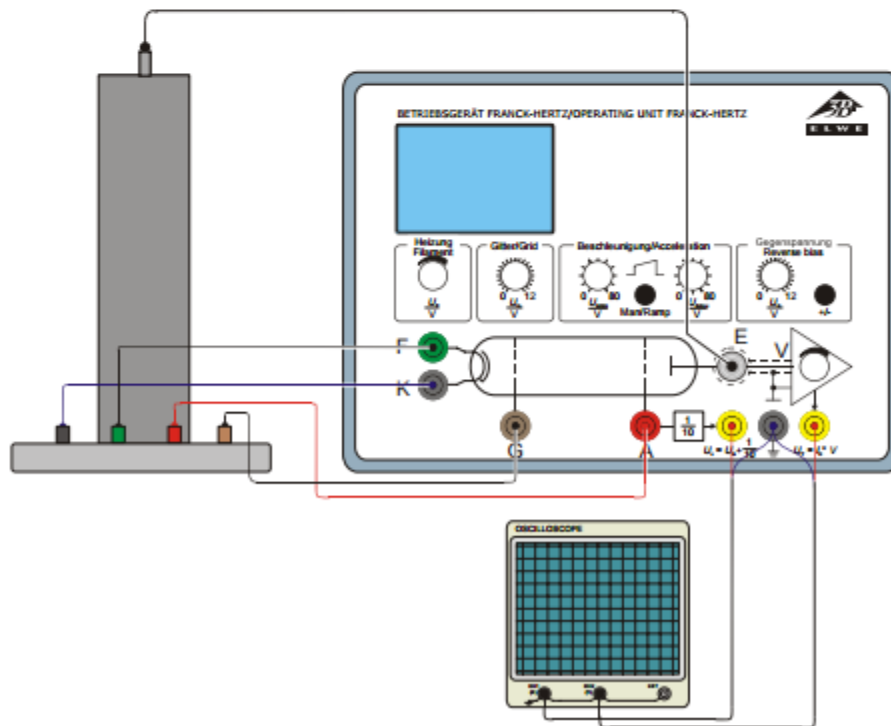 BETRIEBSGERÄT FRANCK-HERTZ/OPERATING UNIT FRANCK-HERTZ
3B
ELWE
Heizung
Filament
Gitter/Grid
Beschleunigung/Acceleration
Gegenspannung
Reverse bias
0 12
0 80
0 80
0 12
V
V
V
V
V
Man/Ramp
+/-
F
K
E
V
G
A
1
10
OSCILLOSCOPE